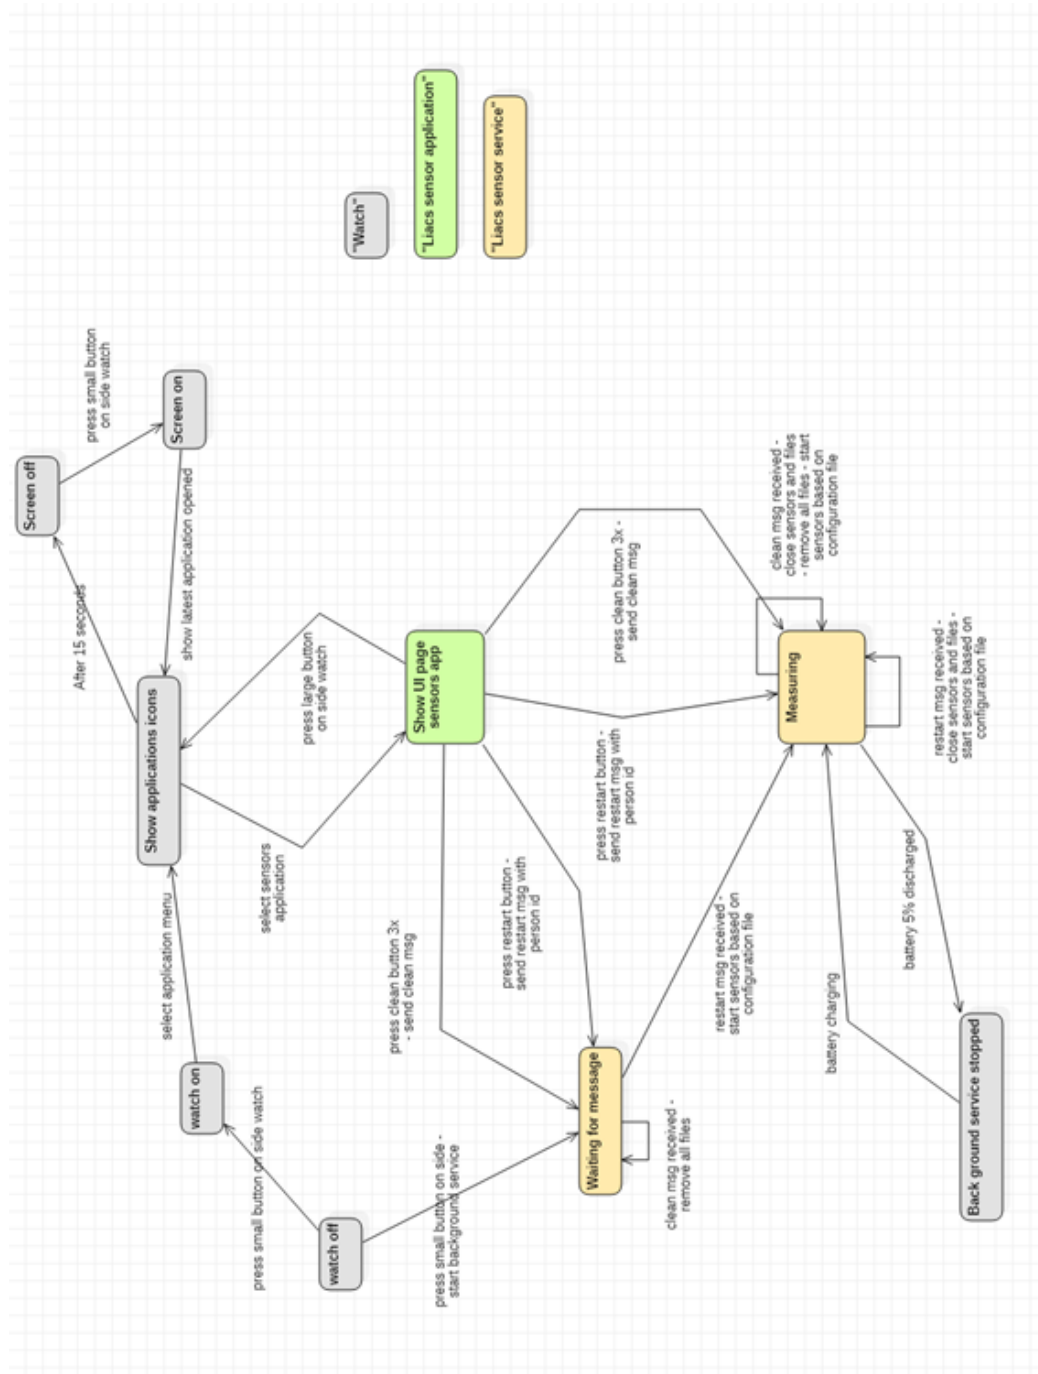 "Watch"
"Liacs sensor application"
"Liacs sensor service"
Screen off
press small button
on side watch
Screen on
After 15 seconds
show latest application opened
Show applications icons
select application menu
watch on
press small button on side watch
watch off
press large button
on side watch
select sensors
application
Show UI page
sensors app
press clean button 3x
- send clean msg
press restart button -
send restart msg with
person id
press restart button -
send restart msg with
person id
press clean button 3x -
send clean msg
press small button on side -
start background service
Waiting for message
clean msg received -
remove all files
restart msg received -
start sensors based on
configuration file
Measuring
clean msg received -
close sensors and files
- remove all files - start
sensors based on
configuration file
restart msg received -
close sensors and files -
start sensors based on
configuration file
battery charging
battery 5% discharged
Back ground service stopped